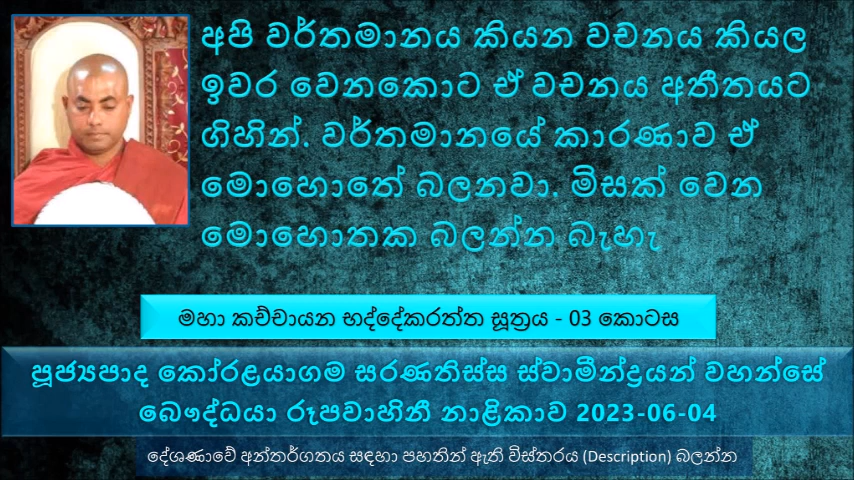 අපි වර්තමානය කියන වචනය කියල
ඉවර වෙනකොට ඒ වචනය අතීතයට
ගිහින්. වර්තමානයේ කාරණාව ඒ
මොහොතේ බලනවා. මිසක් වෙන
මොහොතක බලන්න බැහැ
මහා කච්චායන භද්දේකරත්ත සූත්‍රය - 03 කොටස
පූජ්‍යපාද කෝරළයාගම සරණතිස්ස ස්වාමීන්ද්‍රයන් වහන්සේ
බෞද්ධයා රූපවාහිනී නාළිකාව 2023-06-04
දේශණාවේ අන්තර්ගතය සඳහා පහතින් ඇති විස්තරය (Description) බලන්න